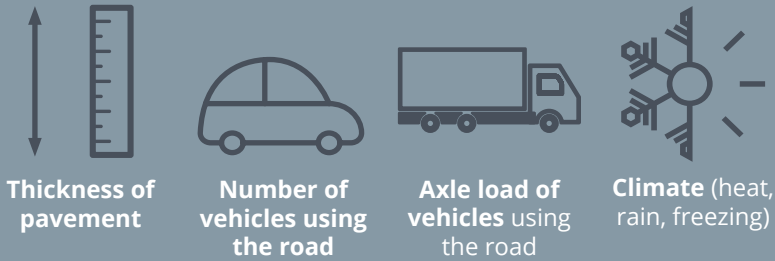 Thickness of
pavement
Number of
vehicles using
the road
Axle load of
vehicles using
the road
Climate (heat,
rain, freezing)